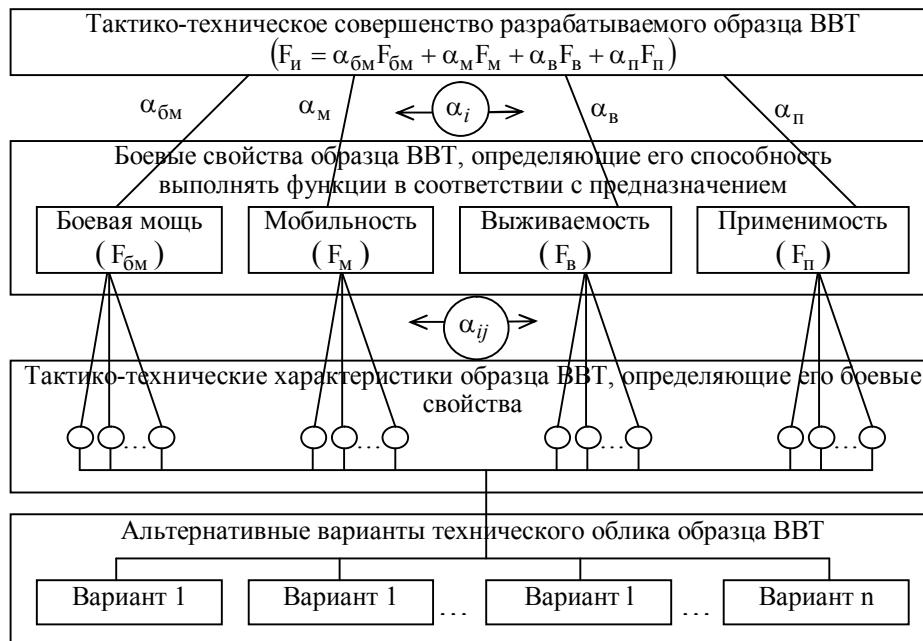 Тактико-техническое совершенство разрабатываемого образца ВВТ
(Fи = αбмFбм + αмFм + αвFв + αпFп)
αбм αм αi αв αп
Боевые свойства образца ВВТ, определяющие его способность
выполнять функции в соответствии с предназначением
Боевая мощь Мобильность Выживаемость Применимость
(Fбм) (Fм) (Fв) (Fп)
αij
Тактико-технические характеристики образца ВВТ, определяющие его боевые
свойства
... ... ... ...
Альтернативные варианты технического облика образца ВВТ
Вариант 1 Вариант 1 ... Вариант l ... Вариант n